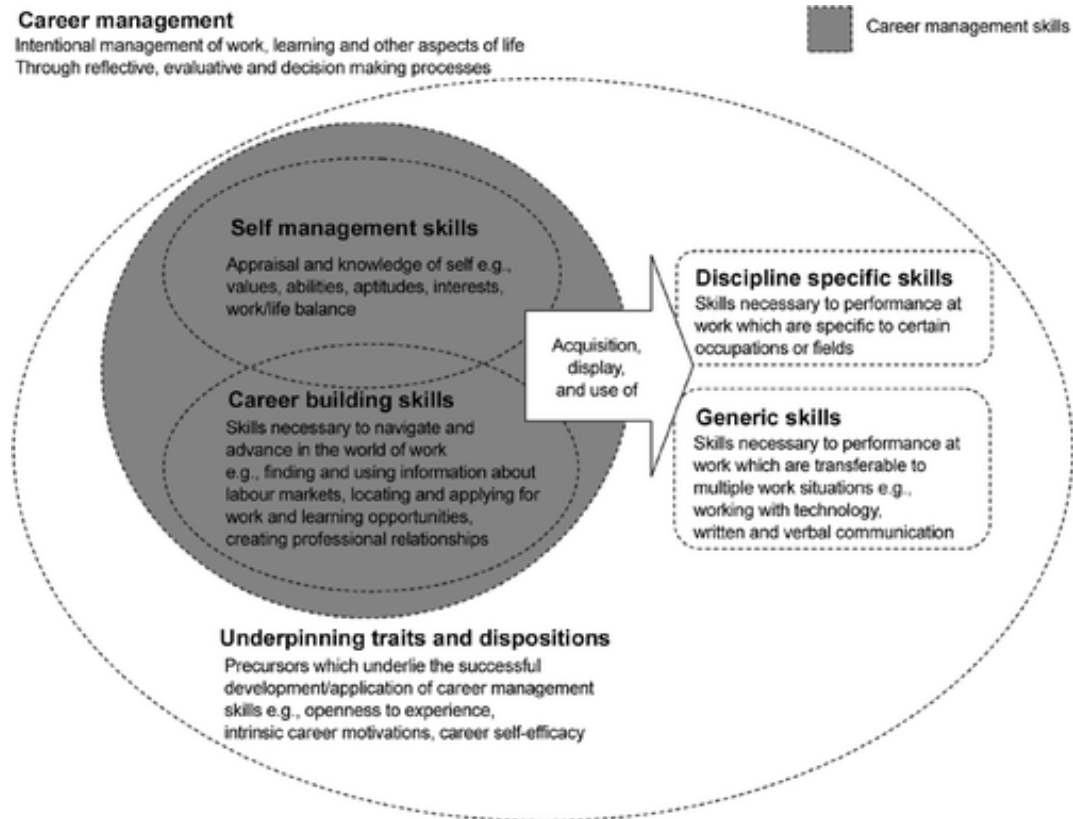 Career management
Intentional management of work, learning and other aspects of life
Through reflective, evaluative and decision making processes
Career management skills
Self management skills
Appraisal and knowledge of self e.g.,
values, abilities, aptitudes, interests,
work/life balance
Career building skills
Skills necessary to navigate and
advance in the world of work
e.g., finding and using information about
labour markets, locating and applying for
work and learning opportunities,
creating professional relationships
Acquisition,
display,
and use of
Discipline specific skills
Skills necessary to performance at
work which are specific to certain
occupations or fields
Generic skills
Skills necessary to performance at
work which are transferable to
multiple work situations e.g.,
working with technology,
written and verbal communication
Underpinning traits and dispositions
Precursors which underlie the successful
development/application of career management
skills e.g., openness to experience,
intrinsic career motivations, career self-efficacy